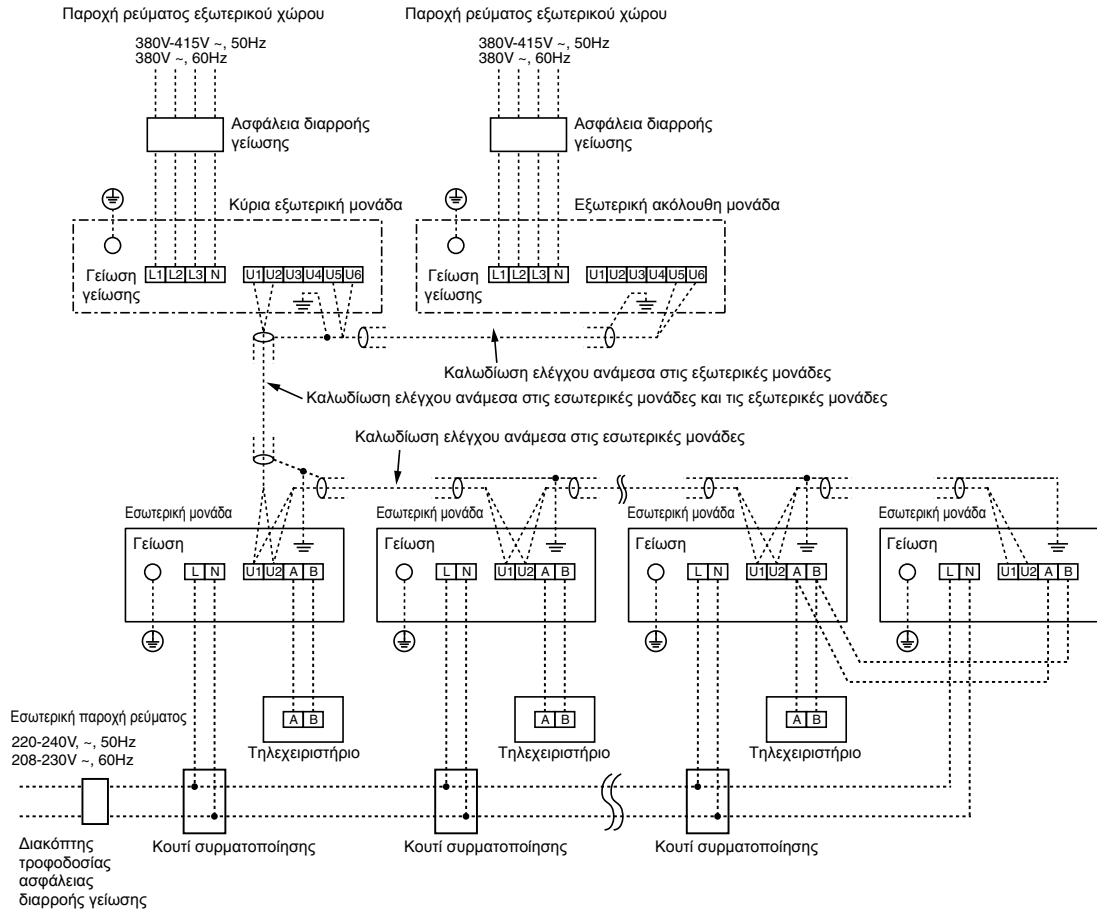 Παροχή ρεύματος εξωτερικού χώρου
380V-415V ~, 50Hz
380V ~, 60Hz
Ασφάλεια διαρροής
γείωσης
Κύρια εξωτερική μονάδα
Γείωση
γείωσης
L1 L2 L3 N
U1 U2 U3 U4 U5 U6
Παροχή ρεύματος εξωτερικού χώρου
380V-415V ~, 50Hz
380V ~, 60Hz
Ασφάλεια διαρροής
γείωσης
Εξωτερική ακόλουθη μονάδα
Γείωση
γείωσης
L1 L2 L3 N
U1 U2 U3 U4 U5 U6
Καλωδίωση ελέγχου ανάμεσα στις εξωτερικές μονάδες
Καλωδίωση ελέγχου ανάμεσα στις εσωτερικές μονάδες και τις εξωτερικές μονάδες
Καλωδίωση ελέγχου ανάμεσα στις εσωτερικές μονάδες
Εσωτερική μονάδα
Γείωση
L N
U1 U2 A B
Εσωτερική μονάδα
Γείωση
L N
U1 U2 A B
Εσωτερική μονάδα
Γείωση
L N
U1 U2 A B
Εσωτερική μονάδα
Γείωση
L N
U1 U2 A B
A B
Τηλεχειριστήριο
A B
Τηλεχειριστήριο
A B
Τηλεχειριστήριο
Εσωτερική παροχή ρεύματος
220-240V, ~, 50Hz
208-230V ~, 60Hz
Διακόπτης
τροφοδοσίας
ασφάλειας
διαρροής γείωσης
Κουτί συρματοποίησης
Κουτί συρματοποίησης
Κουτί συρματοποίησης